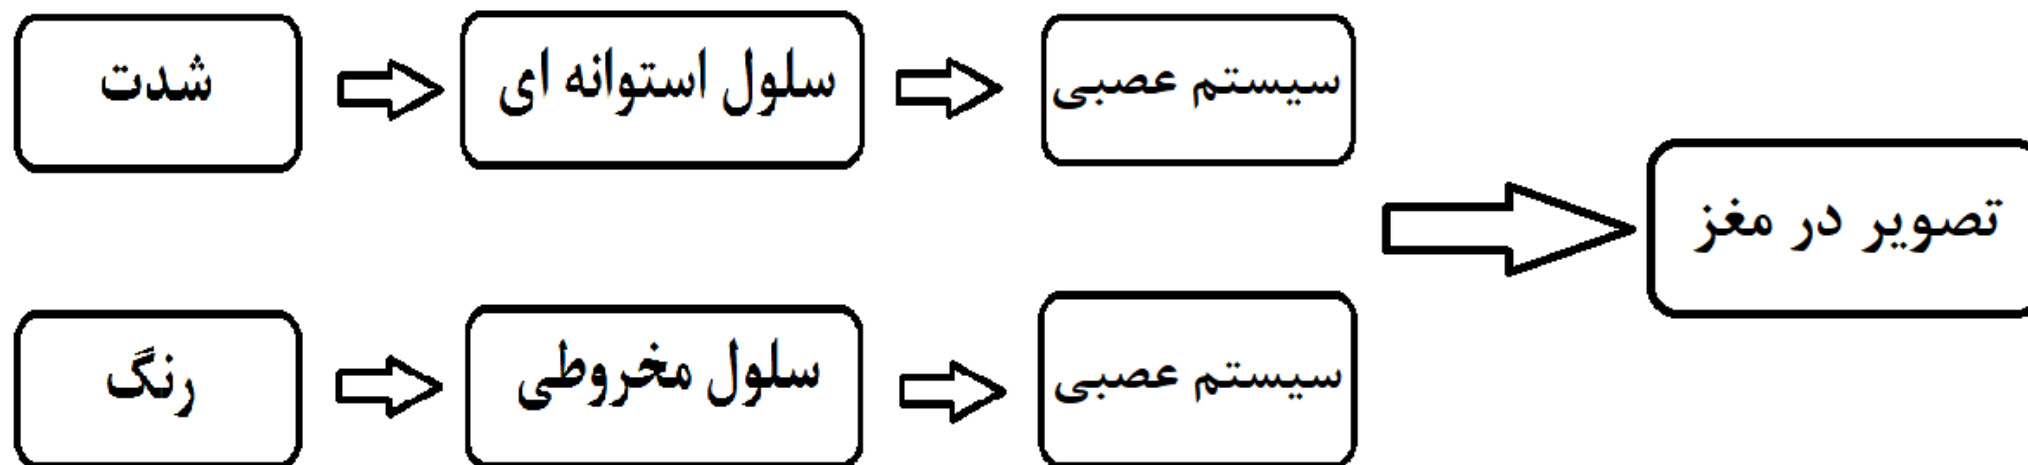 شدت
سلول استوانه ای
سیستم عصبی
تصویر در مغز
رنگ
سلول مخروطی
سیستم عصبی